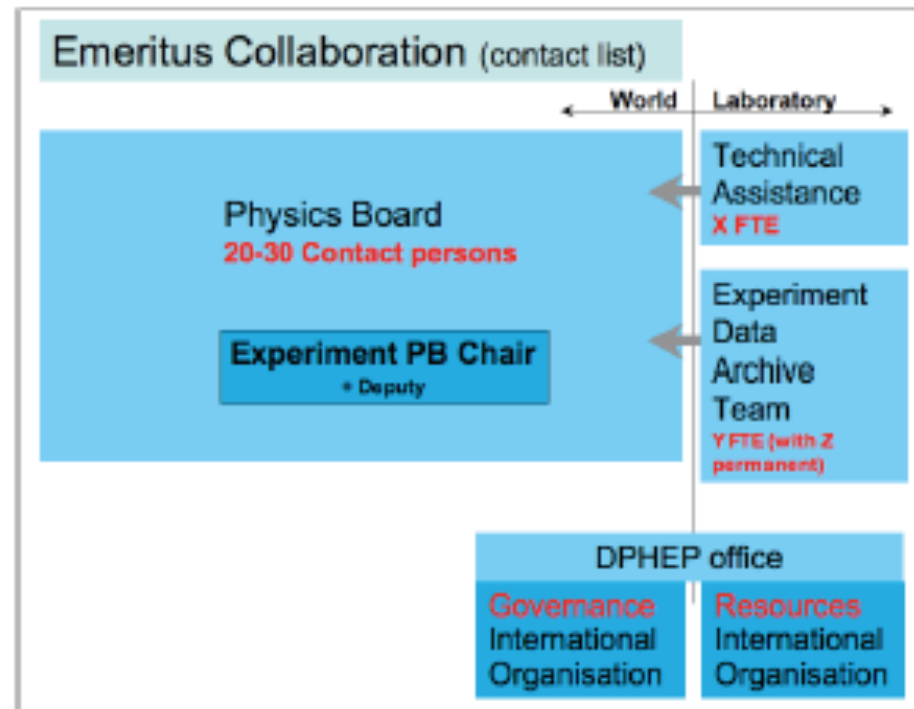 Emeritus Collaboration (contact list)
World
Laboratory
Physics Board
20-30 Contact persons
Experiment PB Chair
+ Deputy
Technical
Assistance
X FTE
Experiment
Data
Archive
Team
Y FTE (with Z
permanent)
DPHEP office
Governance
International
Organisation
Resources
International
Organisation